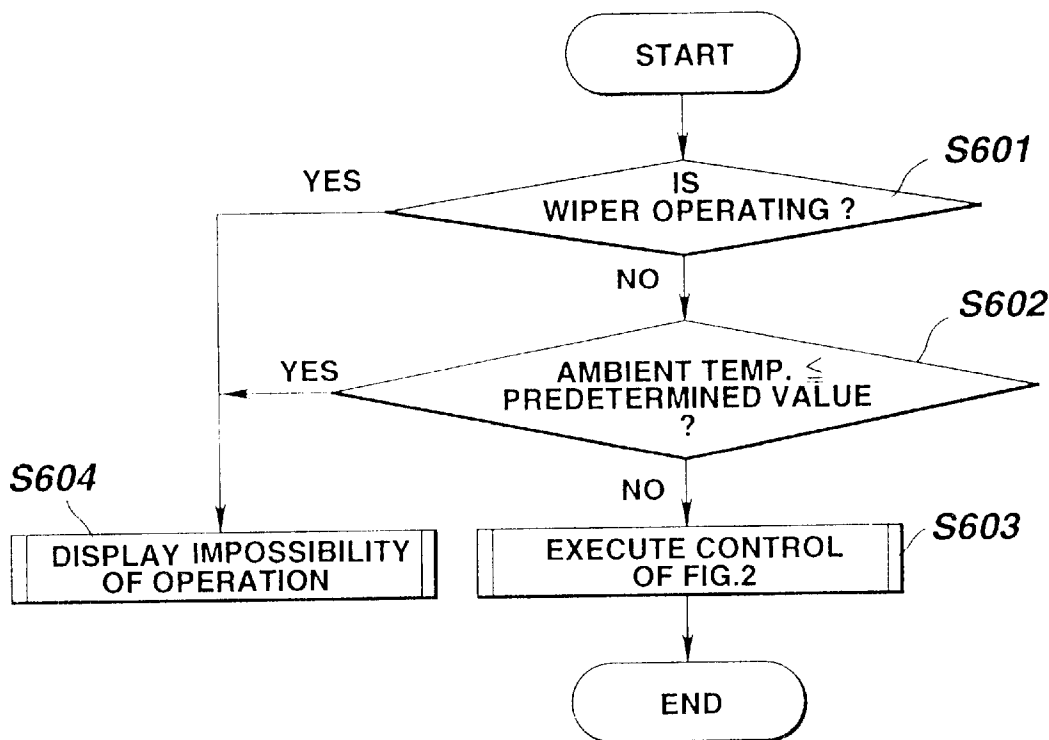 START
S601
YES
IS
WIPER OPERATING ?
NO
S602
YES
AMBIENT TEMP. ≦
PREDETERMINED VALUE
?
NO
S604
DISPLAY IMPOSSIBILITY
OF OPERATION
S603
EXECUTE CONTROL
OF FIG.2
END